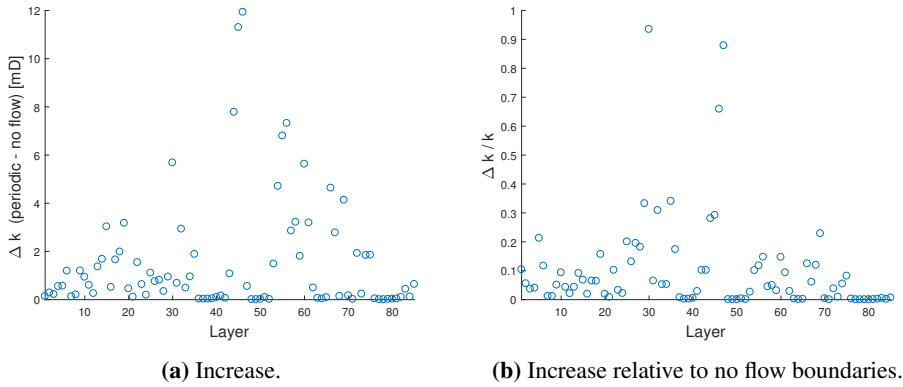 12
10
8
6
4
2
0
Δ k (periodic - no flow) [mD]
10 20 30 40 50 60 70 80
Layer
(a) Increase.
1
0.9
0.8
0.7
0.6
0.5
0.4
0.3
0.2
0.1
0
Δ k / k
10 20 30 40 50 60 70 80
Layer
(b) Increase relative to no flow boundaries.